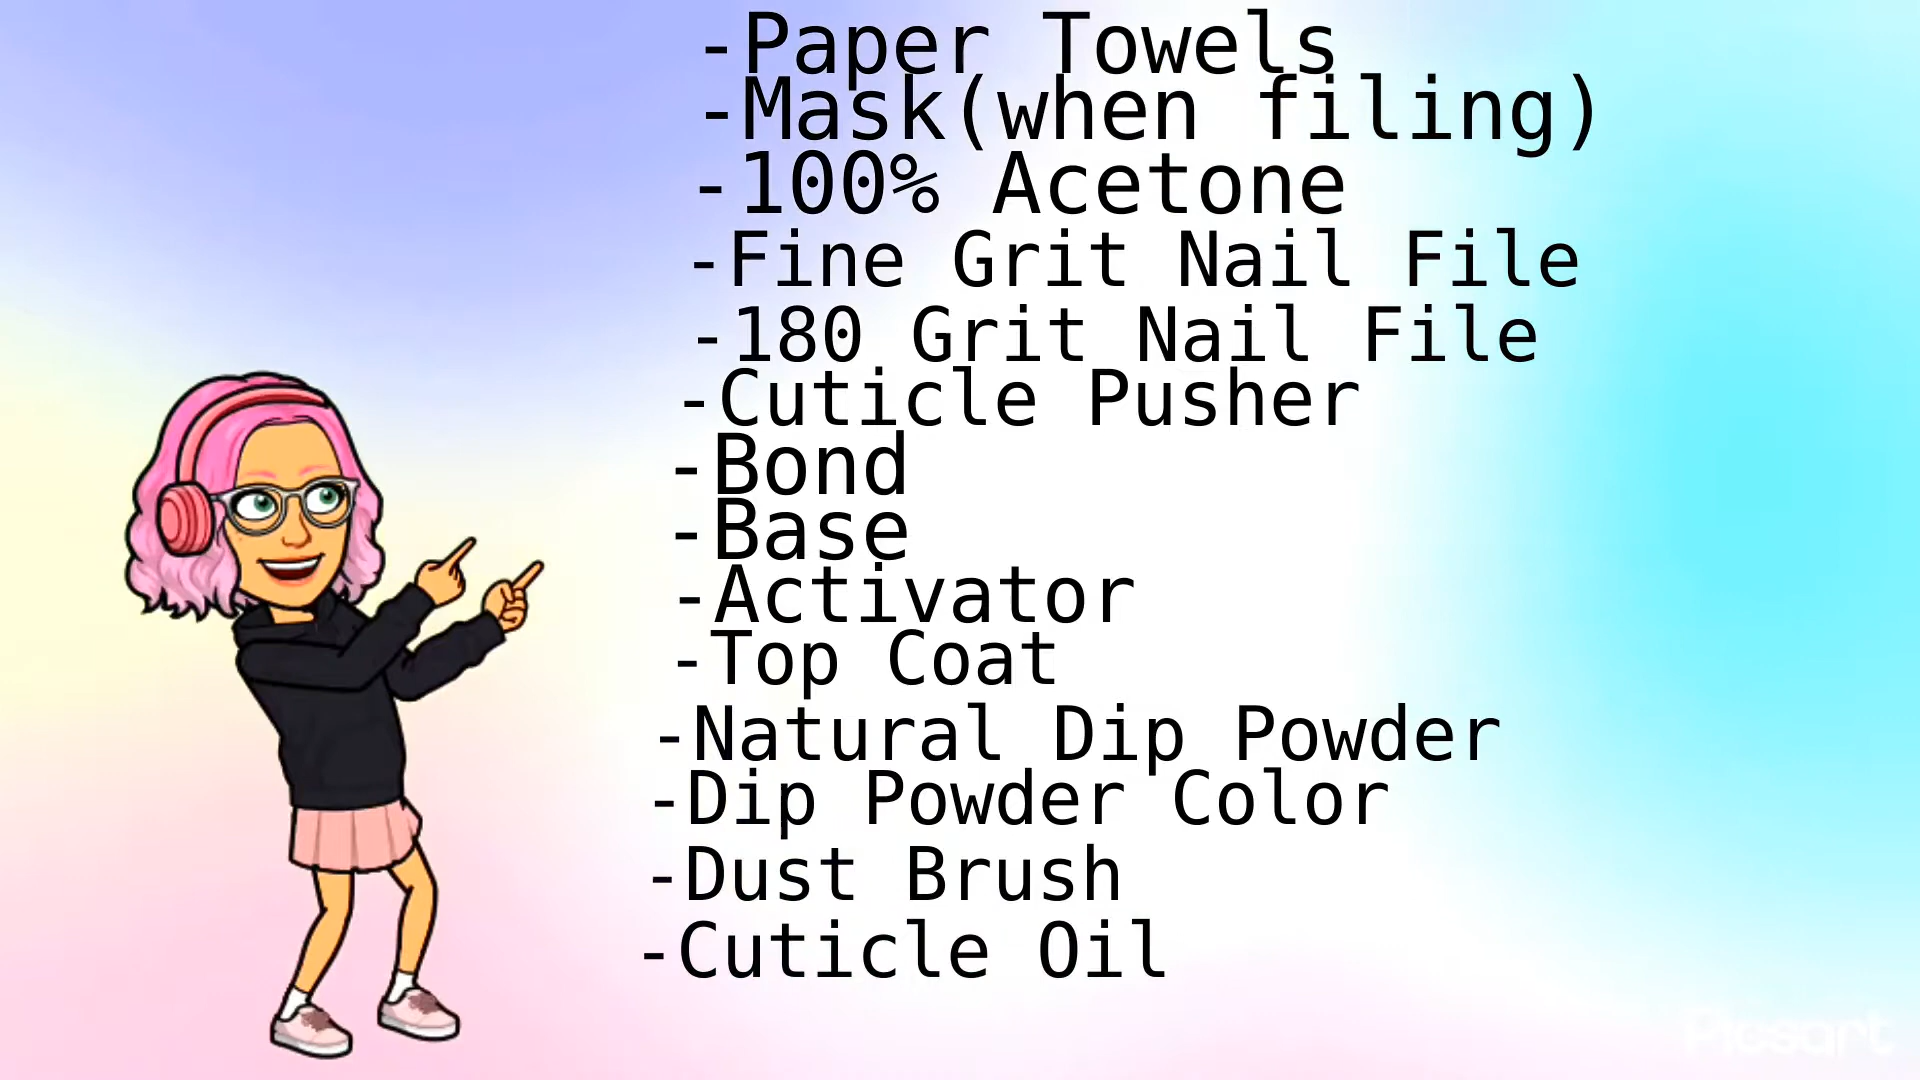 -Paper Towels
-Mask(when filing)
-100% Acetone
-Fine Grit Nail File
-180 Grit Nail File
-Cuticle Pusher
-Bond
-Base
-Activator
-Top Coat
-Natural Dip Powder
-Dip Powder Color
-Dust Brush
-Cuticle Oil
Picsart